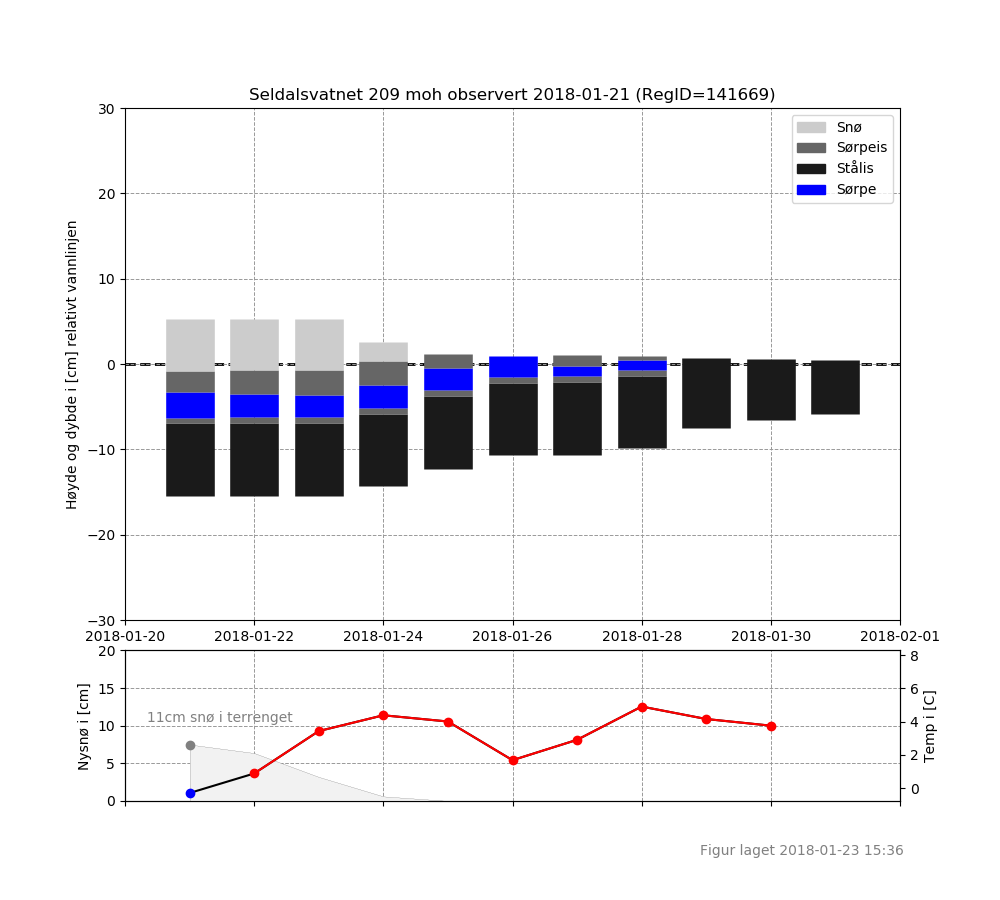 Seldalsvatnet 209 moh observert 2018-01-21 (RegID=141669)
30
20
10
0
−10
−20
−30
Høyde og dybde i [cm] relativt vannlinjen
Snø
Sørpeis
Stålis
Sørpe
2018-01-20 2018-01-22 2018-01-24 2018-01-26 2018-01-28 2018-01-30 2018-02-01
20
15
10
5
0
Nysnø i [cm]
11cm snø i terrenget
8
6
4
2
0
Temp i [C]
Figur laget 2018-01-23 15:36